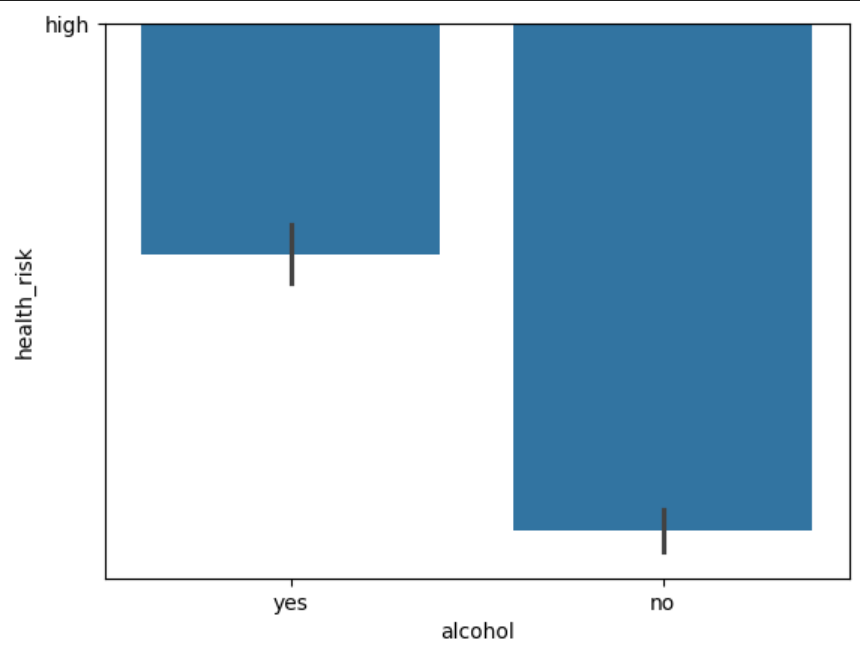 high
health_risk
yes
no
alcohol